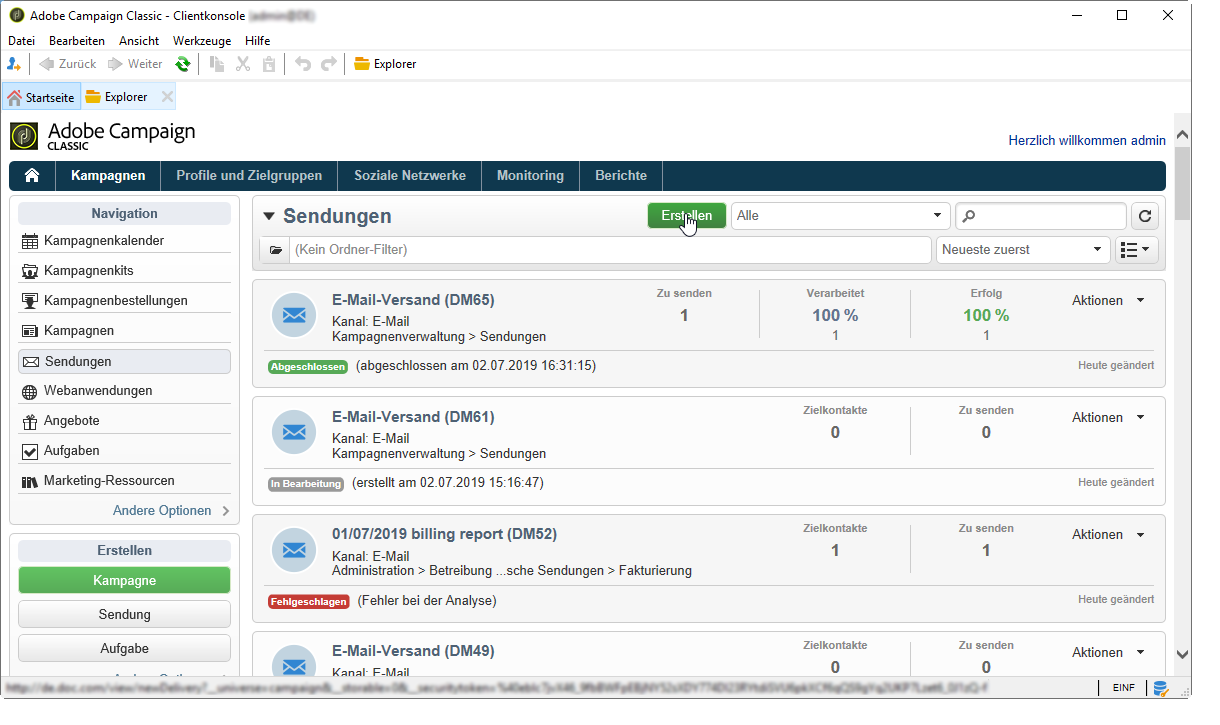 Adobe Campaign Classic - Clientkonsole
Datei Bearbeiten Ansicht Werkzeuge Hilfe
Zurück Weiter Explorer
Startseite Explorer
Adobe Campaign
CLASSIC
Herzlich willkommen admin
Kampagnen Profile und Zielgruppen Soziale Netzwerke Monitoring Berichte
Navigation
Kampagnenkalender
Kampagnenkits
Kampagnenbestellungen
Kampagnen
Sendungen
Webanwendungen
Angebote
Aufgaben
Marketing-Ressourcen
Andere Optionen
Erstellen
Kampagne
Sendung
Aufgabe
Sendungen
Erstellen
Alle
(Kein Ordner-Filter)
Neueste zuerst
E-Mail-Versand (DM65)
Kanal: E-Mail
Kampagnenverwaltung > Sendungen
Zu senden
1
Verarbeitet
100 %
1
Erfolg
100 %
1
Aktionen
Abgeschlossen (abgeschlossen am 02.07.2019 16:31:15)
Heute geändert
E-Mail-Versand (DM61)
Kanal: E-Mail
Kampagnenverwaltung > Sendungen
Zielkontakte
0
Zu senden
0
Aktionen
In Bearbeitung (erstellt am 02.07.2019 15:16:47)
Heute geändert
01/07/2019 billing report (DM52)
Kanal: E-Mail
Administration > Betreibung ...sche Sendungen > Fakturierung
Zielkontakte
1
Zu senden
1
Aktionen
Fehlgeschlagen (Fehler bei der Analyse)
Heute geändert
E-Mail-Versand (DM49)
Kanal: E-Mail
Zielkontakte
0
Zu senden
0
Aktionen
EINF